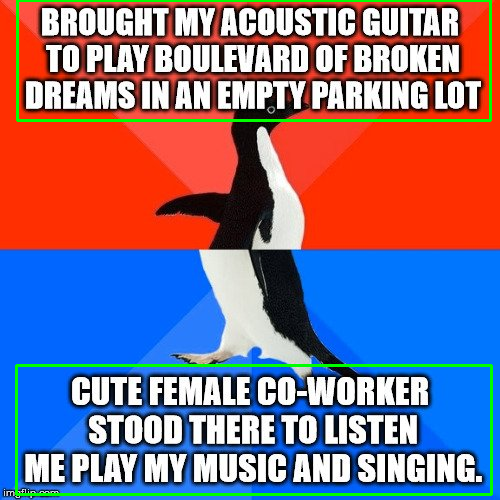 BROUGHT MY ACOUSTIC GUITAR
TO PLAY BOULEVARD OF BROKEN
DREAMS IN AN EMPTY PARKING LOT
CUTE FEMALE CO-WORKER
STOOD THERE TO LISTEN
ME PLAY MY MUSIC AND SINGING.
imgflip.com